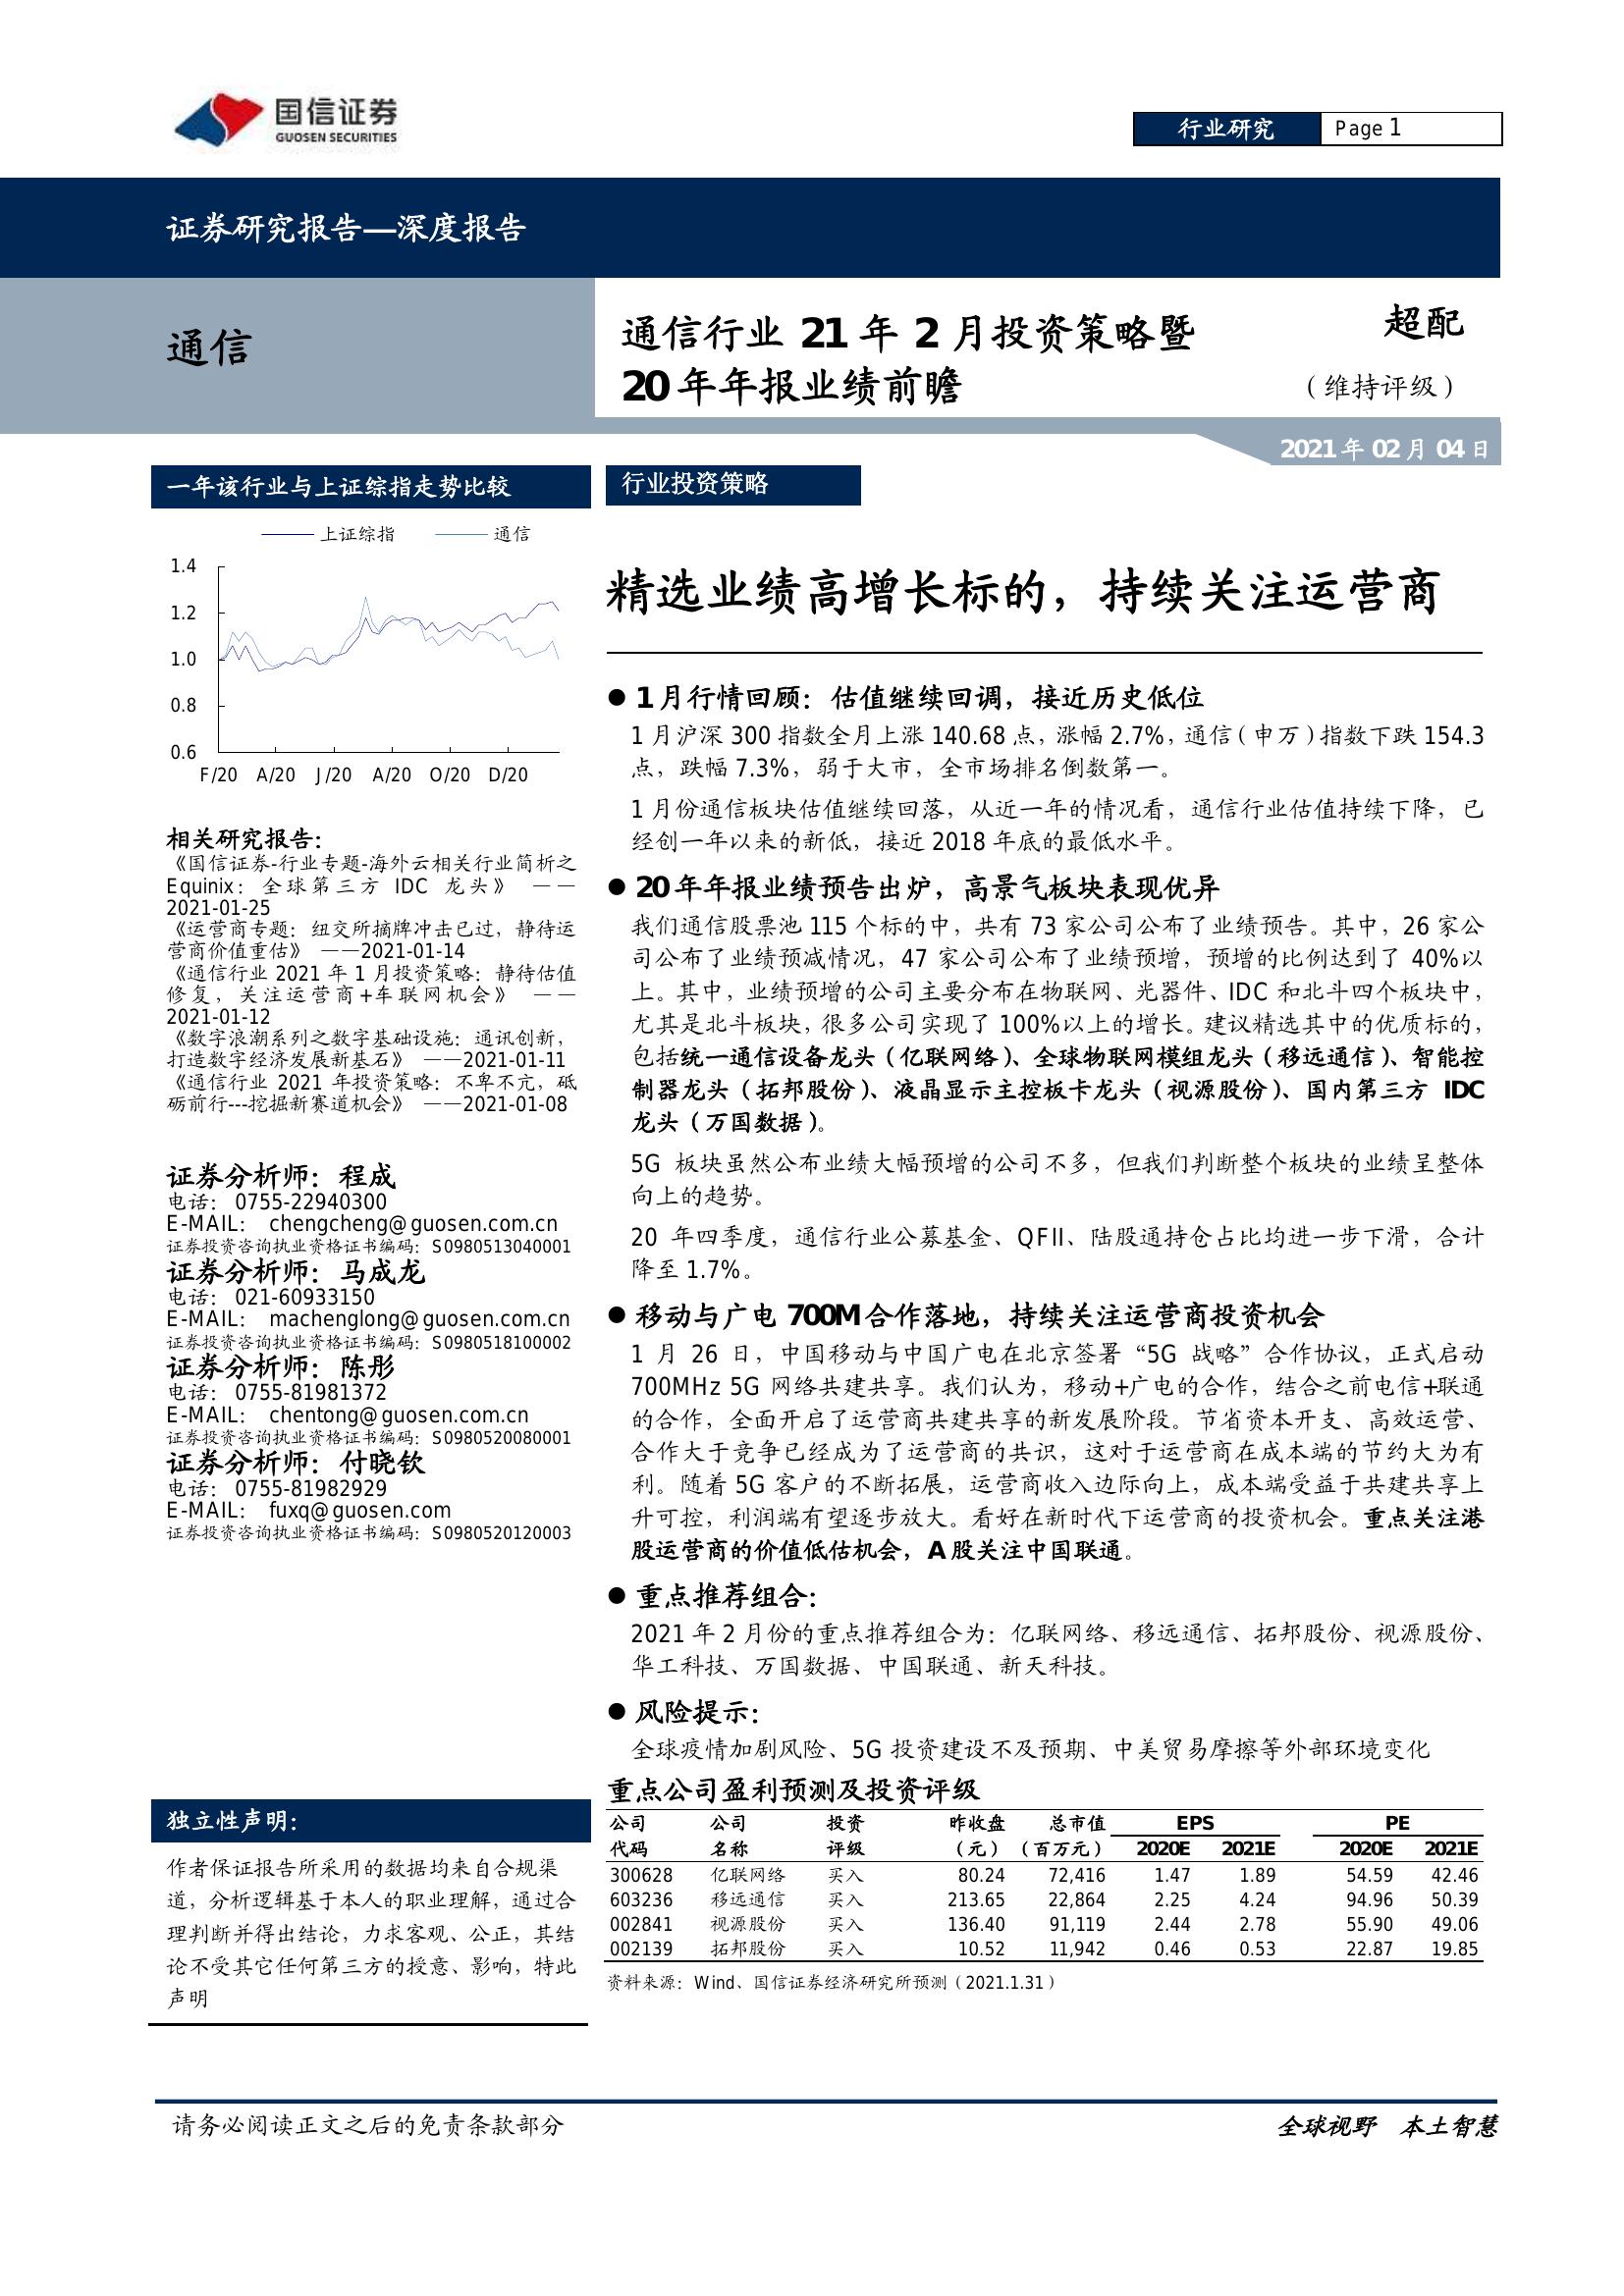 国信证券
GUOSEN SECURITIES
行业研究
Page 1
证券研究报告—深度报告
通信
通信行业 21 年 2 月投资策略暨
20 年年报业绩前瞻
超配
（维持评级）
2021 年 02 月 04 日
一年该行业与上证综指走势比较
上证综指 通信
1.4
1.2
1.0
0.8
0.6
F/20 A/20 J/20 A/20 O/20 D/20
相关研究报告：
《国信证券-行业专题-海外云相关行业简析之
Equinix：全球第三方 IDC 龙头》 ——
2021-01-25
《运营商专题：纽交所摘牌冲击已过，静待运
营商价值重估》 ——2021-01-14
《通信行业 2021 年 1 月投资策略：静待估值
修复，关注运营商+车联网机会》 ——
2021-01-12
《数字浪潮系列之数字基础设施：通讯创新，
打造数字经济发展新基石》 ——2021-01-11
《通信行业 2021 年投资策略：不卑不亢，砥
砺前行---挖掘新赛道机会》 ——2021-01-08
证券分析师：程成
电话： 0755-22940300
E-MAIL： chengcheng@guosen.com.cn
证券投资咨询执业资格证书编码：S0980513040001
证券分析师：马成龙
电话： 021-60933150
E-MAIL： machenglong@guosen.com.cn
证券投资咨询执业资格证书编码：S0980518100002
证券分析师：陈彤
电话： 0755-81981372
E-MAIL： chentong@guosen.com.cn
证券投资咨询执业资格证书编码：S0980520080001
证券分析师：付晓钦
电话： 0755-81982929
E-MAIL： fuxq@guosen.com
证券投资咨询执业资格证书编码：S0980520120003
独立性声明：
作者保证报告所采用的数据均来自合规渠
道，分析逻辑基于本人的职业理解，通过合
理判断并得出结论，力求客观、公正，其结
论不受其它任何第三方的授意、影响，特此
声明
行业投资策略
精选业绩高增长标的，持续关注运营商
● 1 月行情回顾：估值继续回调，接近历史低位
1 月沪深 300 指数全月上涨 140.68 点，涨幅 2.7%，通信（申万）指数下跌 154.3
点，跌幅 7.3%，弱于大市，全市场排名倒数第一。
1 月份通信板块估值继续回落，从近一年的情况看，通信行业估值持续下降，已
经创一年以来的新低，接近 2018 年底的最低水平。
● 20 年年报业绩预告出炉，高景气板块表现优异
我们通信股票池 115 个标的中，共有 73 家公司公布了业绩预告。其中，26 家公
司公布了业绩预减情况，47 家公司公布了业绩预增，预增的比例达到了 40%以
上。其中，业绩预增的公司主要分布在物联网、光器件、IDC 和北斗四个板块中，
尤其是北斗板块，很多公司实现了 100%以上的增长。建议精选其中的优质标的，
包括统一通信设备龙头（亿联网络）、全球物联网模组龙头（移远通信）、智能控
制器龙头（拓邦股份）、液晶显示主控板卡龙头（视源股份）、国内第三方 IDC
龙头（万国数据）。
5G 板块虽然公布业绩大幅预增的公司不多，但我们判断整个板块的业绩呈整体
向上的趋势。
20 年四季度，通信行业公募基金、QFII、陆股通持仓占比均进一步下滑，合计
降至 1.7%。
● 移动与广电 700M 合作落地，持续关注运营商投资机会
1 月 26 日，中国移动与中国广电在北京签署“5G 战略”合作协议，正式启动
700MHz 5G 网络共建共享。我们认为，移动+广电的合作，结合之前电信+联通
的合作，全面开启了运营商共建共享的新发展阶段。节省资本开支、高效运营、
合作大于竞争已经成为了运营商的共识，这对于运营商在成本端的节约大为有
利。随着 5G 客户的不断拓展，运营商收入边际向上，成本端受益于共建共享上
升可控，利润端有望逐步放大。看好在新时代下运营商的投资机会。重点关注港
股运营商的价值低估机会，A 股关注中国联通。
● 重点推荐组合：
2021 年 2 月份的重点推荐组合为：亿联网络、移远通信、拓邦股份、视源股份、
华工科技、万国数据、中国联通、新天科技。
● 风险提示：
全球疫情加剧风险、5G 投资建设不及预期、中美贸易摩擦等外部环境变化
重点公司盈利预测及投资评级
公司 公司 投资 昨收盘 总市值 EPS PE
代码 名称 评级 （元） （百万元） 2020E 2021E 2020E 2021E
300628 亿联网络 买入 80.24 72,416 1.47 1.89 54.59 42.46
603236 移远通信 买入 213.65 22,864 2.25 4.24 94.96 50.39
002841 视源股份 买入 136.40 91,119 2.44 2.78 55.90 49.06
002139 拓邦股份 买入 10.52 11,942 0.46 0.53 22.87 19.85
资料来源：Wind、国信证券经济研究所预测（2021.1.31）
请务必阅读正文之后的免责条款部分
全球视野 本土智慧